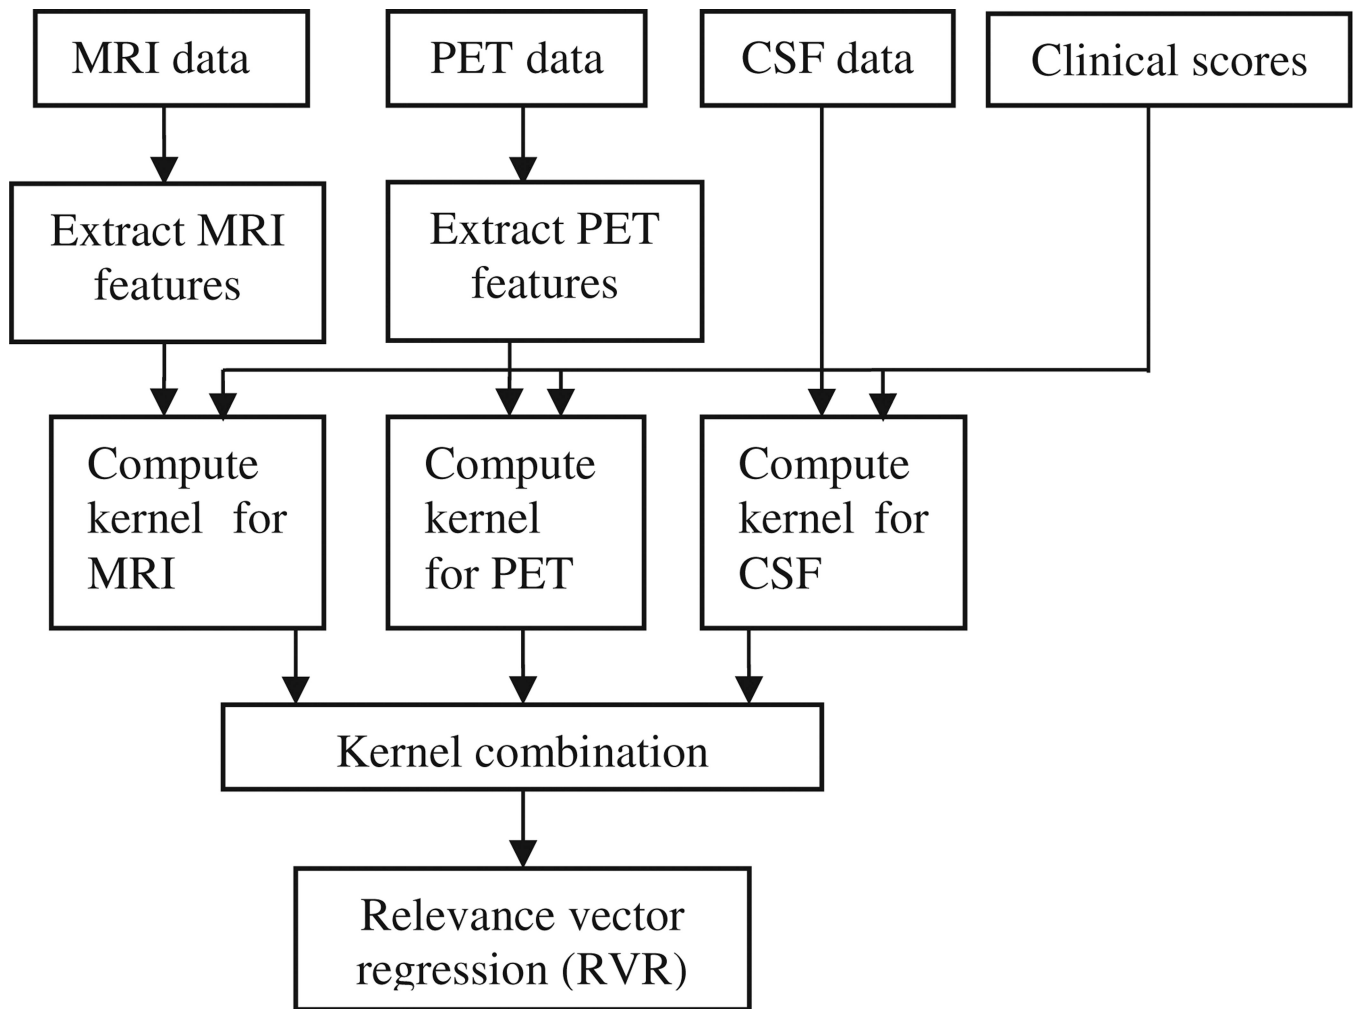 MRI data
PET data
CSF data
Clinical scores
Extract MRI
features
Extract PET
features
Compute
kernel for
MRI
Compute
kernel
for PET
Compute
kernel for
CSF
Kernel combination
Relevance vector
regression (RVR)